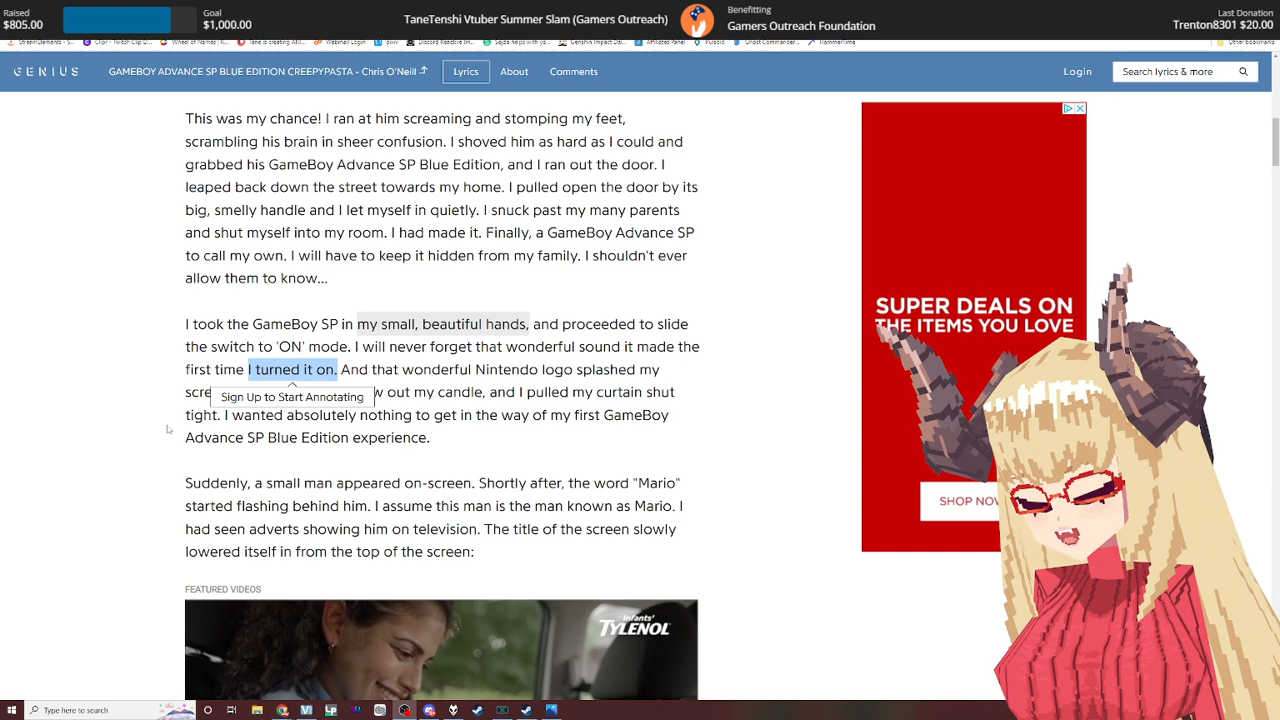 Raised
$805.00
Goal
$1,000.00
TaneTenshi Vtuber Summer Slam (Gamers Outreach)
Benefitting
Gamers Outreach Foundation
Last Donation
Trenton8301 $20.00
GENIUS
GAMEBOY ADVANCE SP BLUE EDITION CREEPYPASTA - Chris O'Neill
Lyrics
About
Comments
Login
Search lyrics & more
This was my chance! I ran at him screaming and stomping my feet,
scrambling his brain in sheer confusion. I shoved him as hard as I could and
grabbed his GameBoy Advance SP Blue Edition, and I ran out the door. I
leaped back down the street towards my home. I pulled open the door by its
big, smelly handle and I let myself in quietly. I snuck past my many parents
and shut myself into my room. I had made it. Finally, a GameBoy Advance SP
to call my own. I will have to keep it hidden from my family. I shouldn't ever
allow them to know...
I took the GameBoy SP in my small, beautiful hands, and proceeded to slide
the switch to 'ON' mode. I will never forget that wonderful sound it made the
first time I turned it on. And that wonderful Nintendo logo splashed my
scre
Sign Up to Start Annotating
w out my candle, and I pulled my curtain shut
tight. I wanted absolutely nothing to get in the way of my first GameBoy
Advance SP Blue Edition experience.
Suddenly, a small man appeared on-screen. Shortly after, the word "Mario"
started flashing behind him. I assume this man is the man known as Mario. I
had seen adverts showing him on television. The title of the screen slowly
lowered itself in from the top of the screen:
FEATURED VIDEOS
Infants'
TYLENOL
SUPER DEALS ON
THE ITEMS YOU LOVE
SHOP NOW
Type here to search